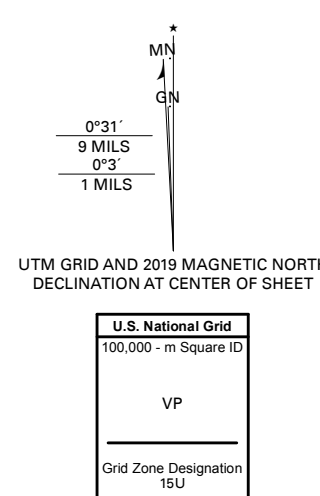 ★
MN
GN
0°31´
9 MILS
0°3´
1 MILS
UTM GRID AND 2019 MAGNETIC NORTH
DECLINATION AT CENTER OF SHEET
U.S. National Grid
100,000 - m Square ID
VP
Grid Zone Designation
15U